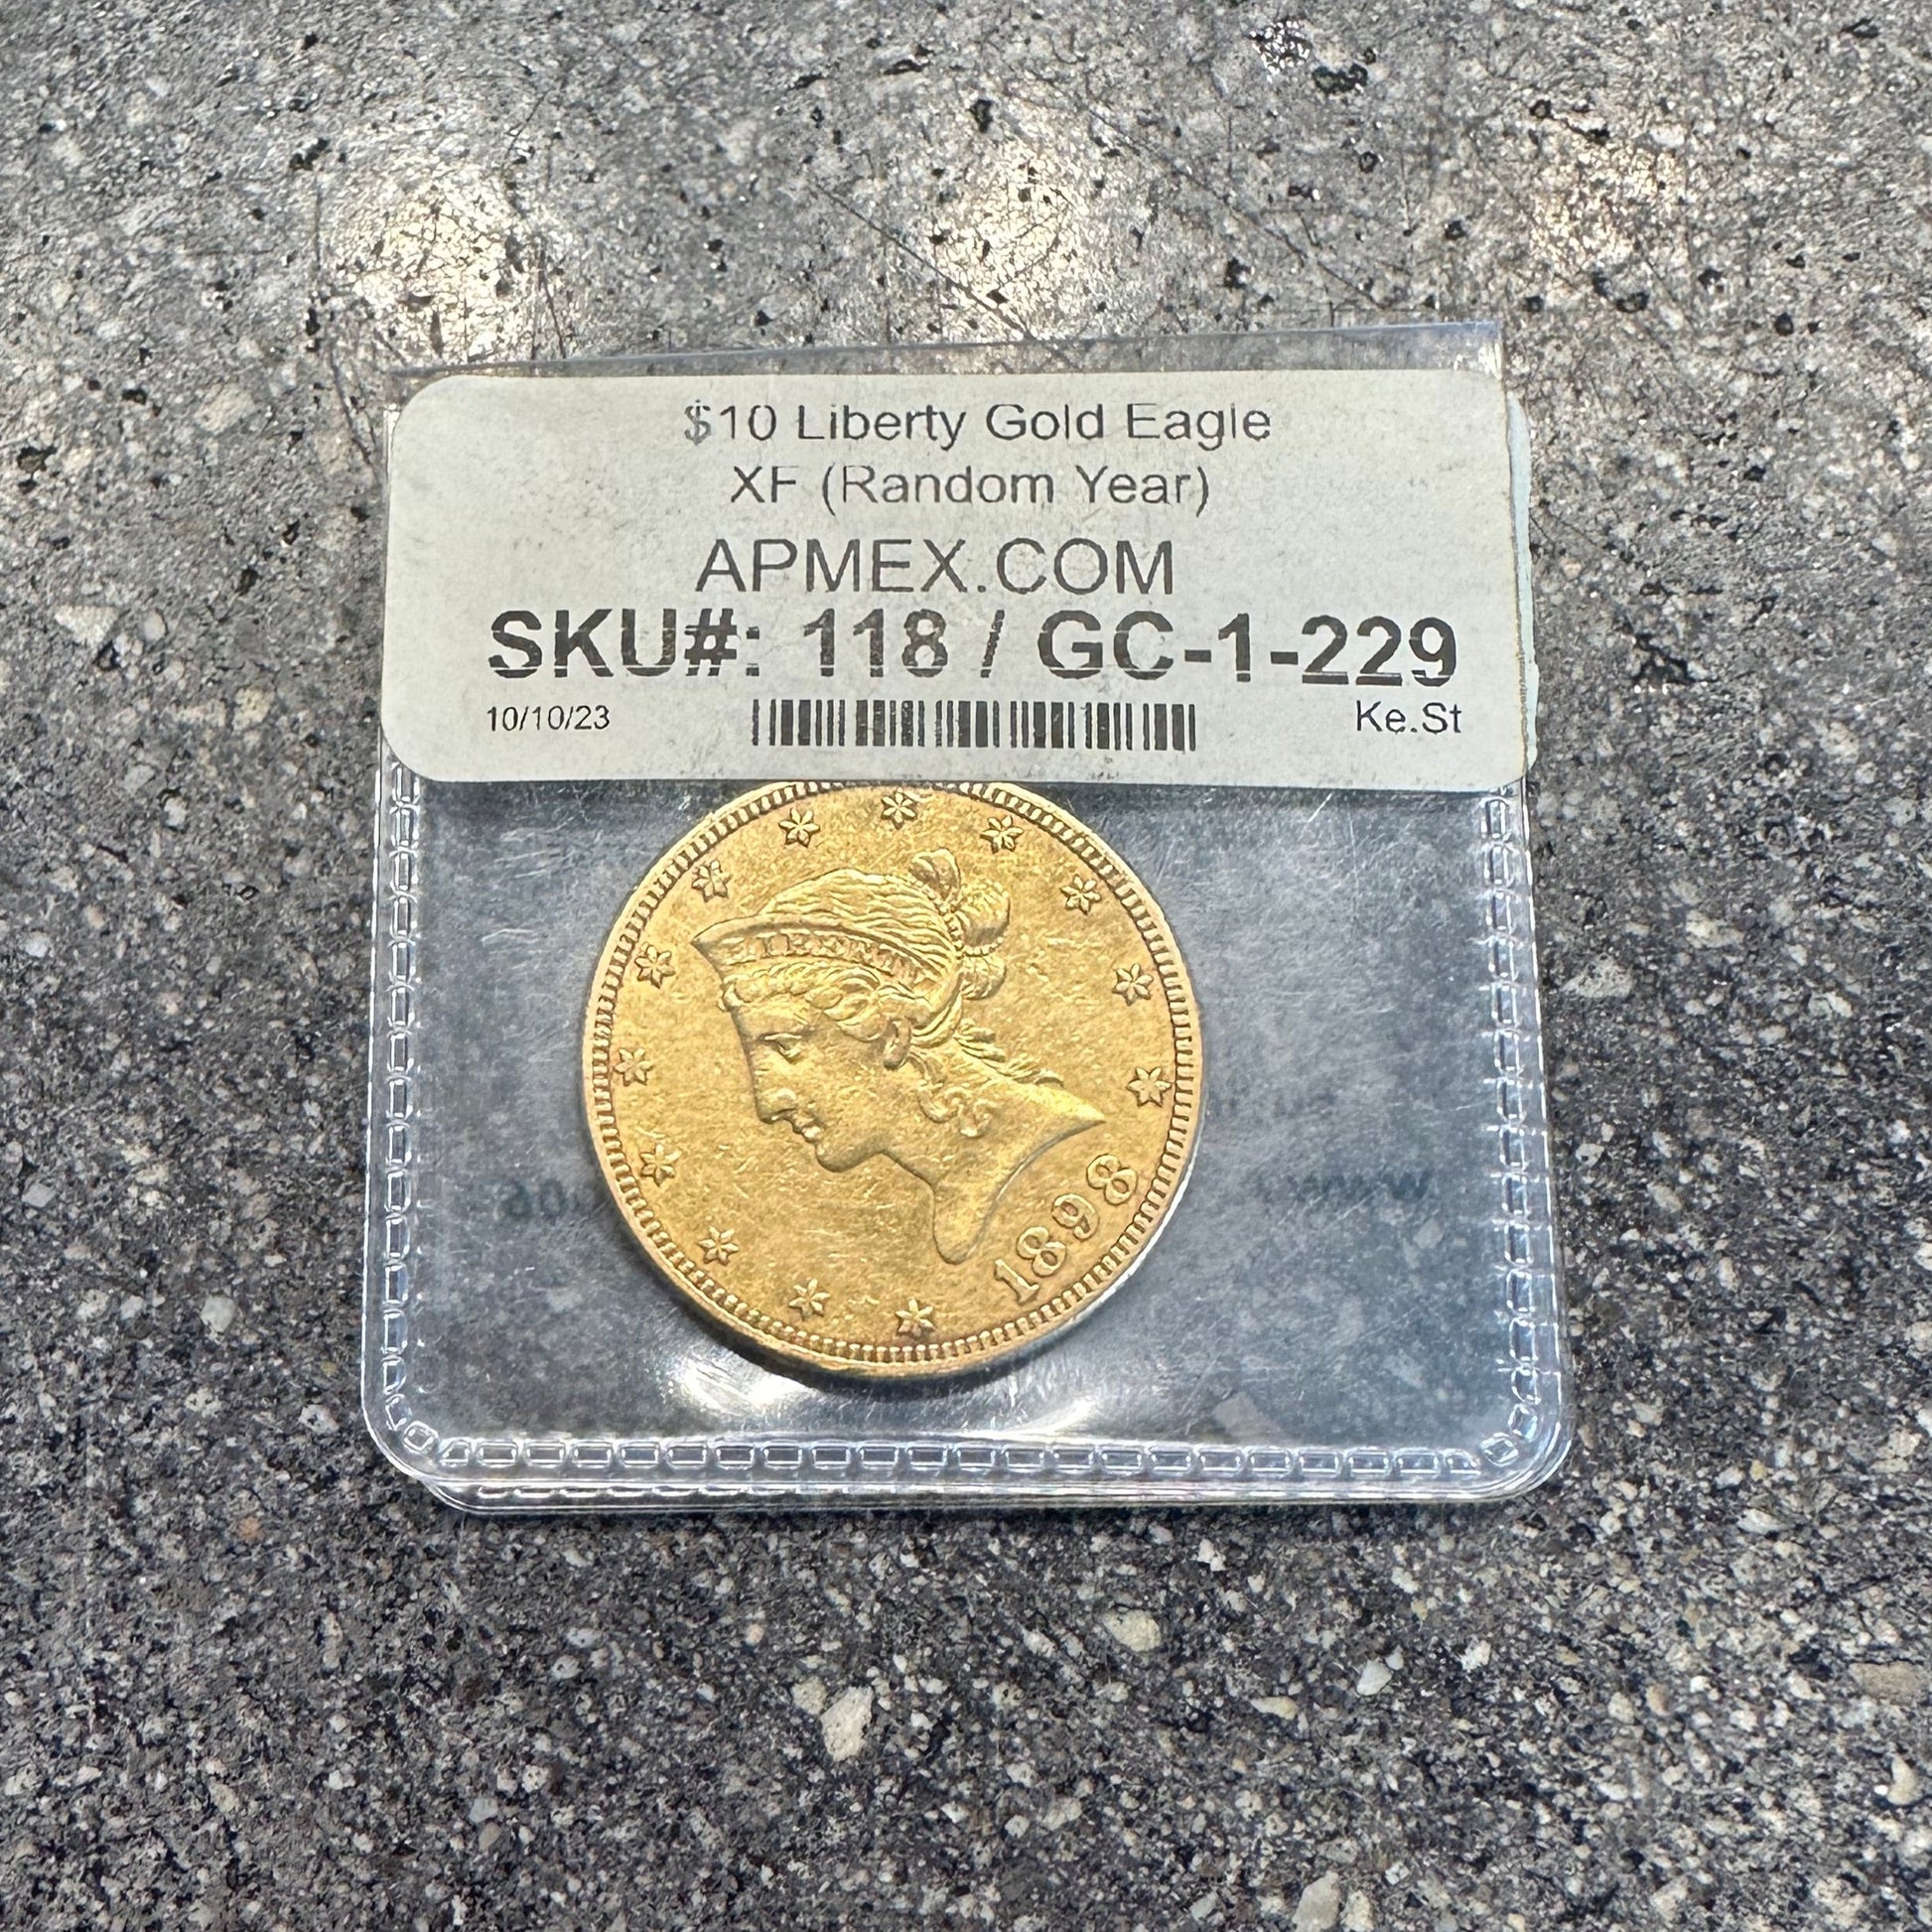 $10 Liberty Gold Eagle
XF (Random Year)
APMEX.COM
SKU#: 118 / GC-1-229
10/10/23 Ke.St
LIBERTY
1898